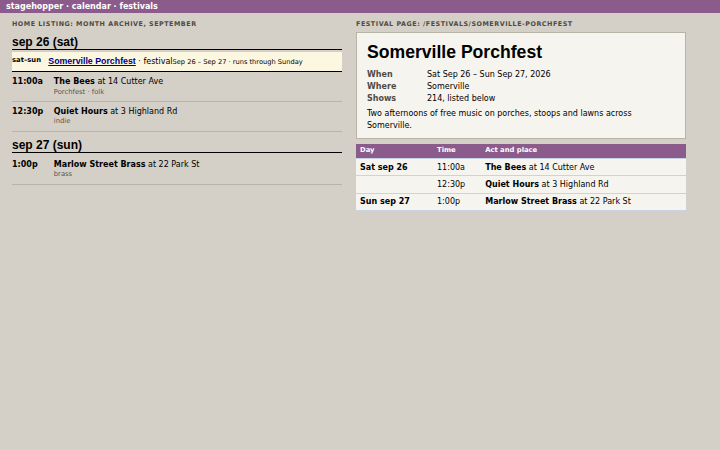 stagehopper · calendar · festivals
HOME LISTING: MONTH ARCHIVE, SEPTEMBER
sep 26 (sat)
sat–sun Somerville Porchfest · festivalSep 26 – Sep 27 · runs through Sunday
11:00a The Bees at 14 Cutter Ave
Porchfest · folk
12:30p Quiet Hours at 3 Highland Rd
indie
sep 27 (sun)
1:00p Marlow Street Brass at 22 Park St
brass
FESTIVAL PAGE: /FESTIVALS/SOMERVILLE-PORCHFEST
Somerville Porchfest
When Sat Sep 26 – Sun Sep 27, 2026
Where Somerville
Shows 214, listed below
Two afternoons of free music on porches, stoops and lawns across
Somerville.
Day Time Act and place
Sat sep 26 11:00a The Bees at 14 Cutter Ave
12:30p Quiet Hours at 3 Highland Rd
Sun sep 27 1:00p Marlow Street Brass at 22 Park St